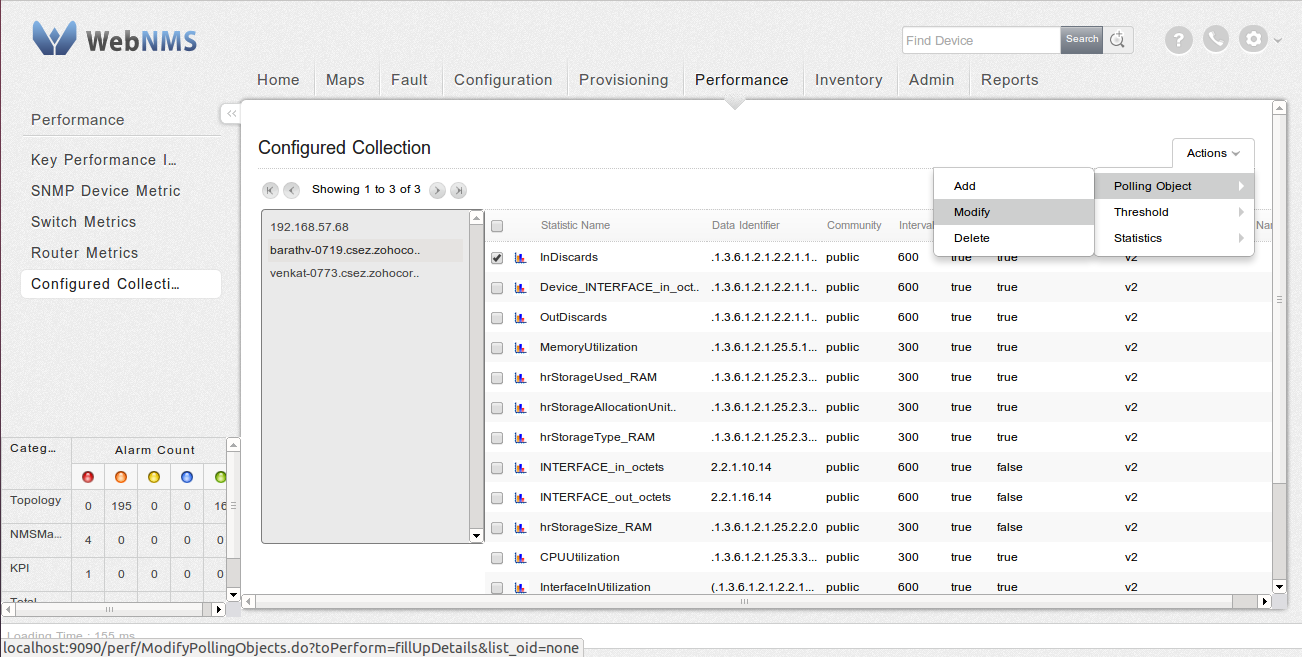 WebNMS
Find Device Search
Home Maps Fault Configuration Provisioning Performance Inventory Admin Reports
Performance
Key Performance I...
SNMP Device Metric
Switch Metrics
Router Metrics
Configured Collecti...
Configured Collection
Actions
Showing 1 to 3 of 3
Add
Modify
Delete
Polling Object
Threshold
Statistics
192.168.57.68
barathv-0719.csez.zohoco..
venkat-0773.csez.zohocor..
Statistic Name Data Identifier Community Interval
InDiscards .1.3.6.1.2.1.2.2.1.1.. public 600 true true v2
Device_INTERFACE_in_oct.. .1.3.6.1.2.1.2.2.1.1.. public 600 true true v2
OutDiscards .1.3.6.1.2.1.2.2.1.1.. public 600 true true v2
MemoryUtilization .1.3.6.1.2.1.25.5.1... public 300 true true v2
hrStorageUsed_RAM .1.3.6.1.2.1.25.2.3... public 300 true true v2
hrStorageAllocationUnit.. .1.3.6.1.2.1.25.2.3... public 300 true true v2
hrStorageType_RAM .1.3.6.1.2.1.25.2.3... public 300 true true v2
INTERFACE_in_octets 2.2.1.10.14 public 600 true false v2
INTERFACE_out_octets 2.2.1.16.14 public 600 true false v2
hrStorageSize_RAM .1.3.6.1.2.1.25.2.2.0 public 300 true false v2
CPUUtilization .1.3.6.1.2.1.25.3.3... public 300 true true v2
InterfaceInUtilization (.1.3.6.1.2.1.2.2.1... public 600 true true v2
Categ... Alarm Count
Topology 0 195 0 0 16
NMSMa... 4 0 0 0 0
KPI 1 0 0 0 0
Total
Loading Time : 155 ms
localhost:9090/perf/ModifyPollingObjects.do?toPerform=fillUpDetails&list_oid=none